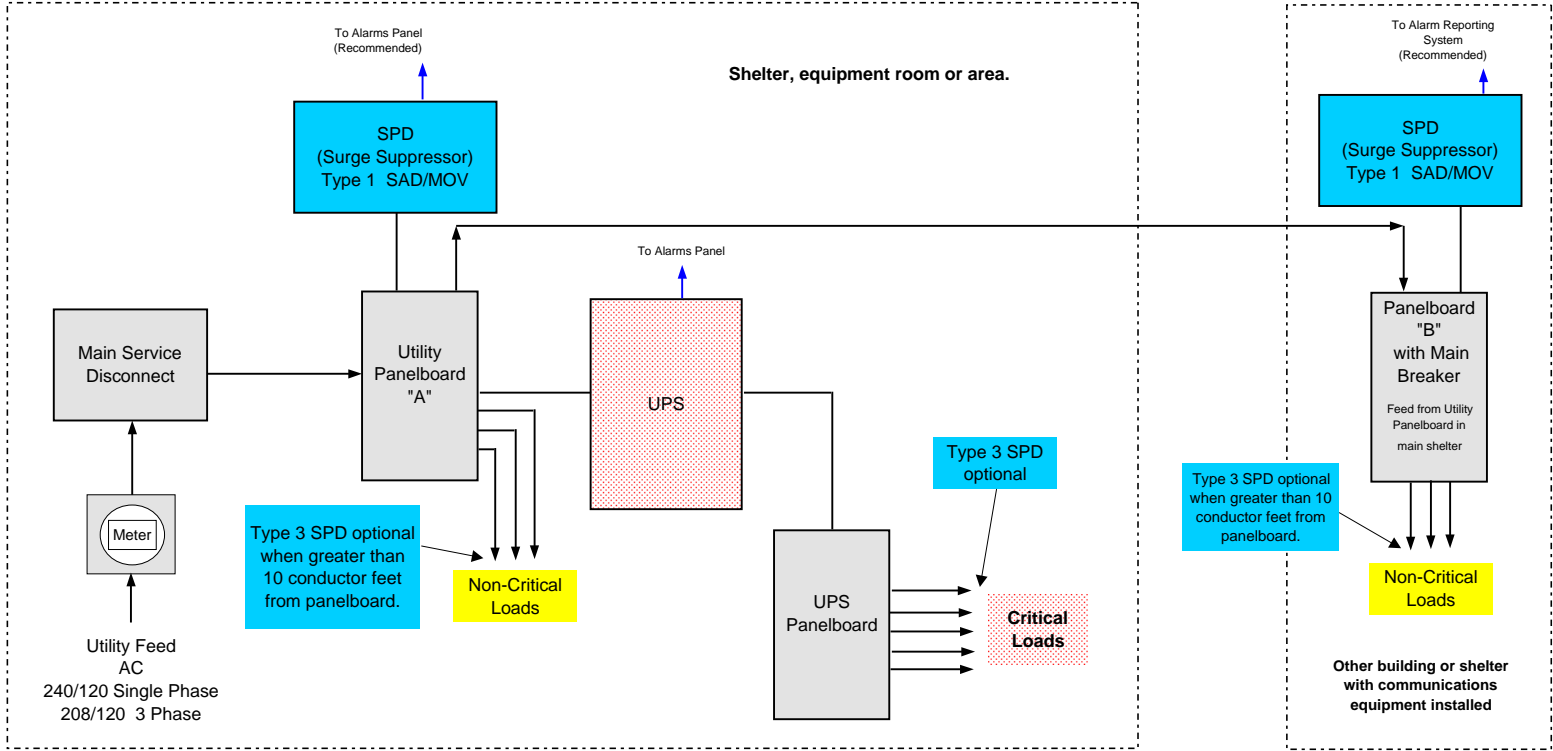 To Alarms Panel
(Recommended)
Shelter, equipment room or area.
SPD
(Surge Suppressor)
Type 1 SAD/MOV
To Alarms Panel
Main Service
Disconnect
Utility
Panelboard
"A"
UPS
Meter
Type 3 SPD optional
when greater than
10 conductor feet
from panelboard.
Non-Critical
Loads
Type 3 SPD
optional
UPS
Panelboard
Critical
Loads
Utility Feed
AC
240/120 Single Phase
208/120 3 Phase
To Alarm Reporting
System
(Recommended)
SPD
(Surge Suppressor)
Type 1 SAD/MOV
Panelboard
"B"
with Main
Breaker
Feed from Utility
Panelboard in
main shelter
Type 3 SPD optional
when greater than 10
conductor feet from
panelboard.
Non-Critical
Loads
Other building or shelter
with communications
equipment installed